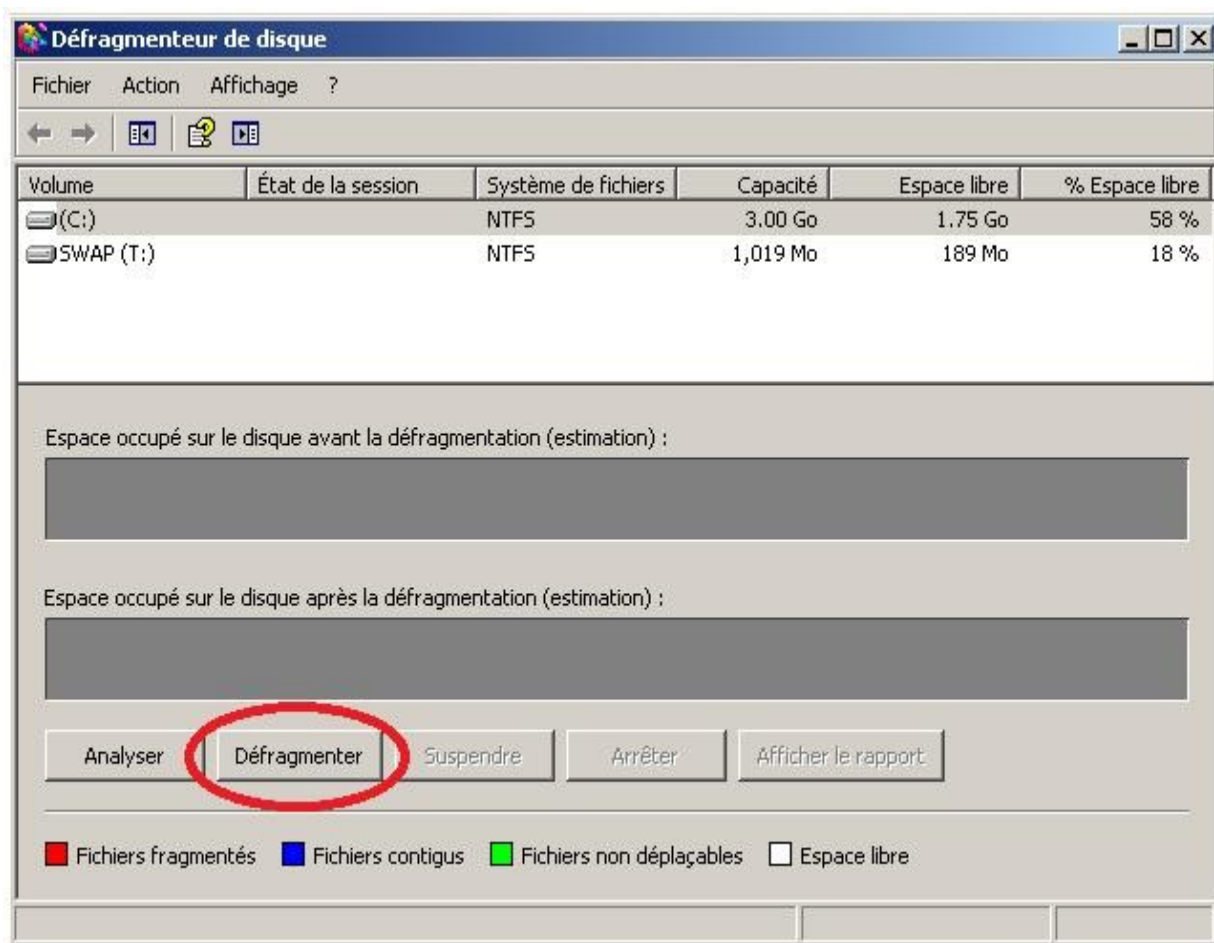 Défragmenteur de disque
Fichier Action Affichage ?
Volume État de la session Système de fichiers Capacité Espace libre % Espace libre
(C:) NTFS 3.00 Go 1.75 Go 58 %
SWAP (T:) NTFS 1,019 Mo 189 Mo 18 %
Espace occupé sur le disque avant la défragmentation (estimation) :
Espace occupé sur le disque après la défragmentation (estimation) :
Analyser Défragmenter Suspendre Arrêter Afficher le rapport
Fichiers fragmentés Fichiers contigus Fichiers non déplaçables Espace libre